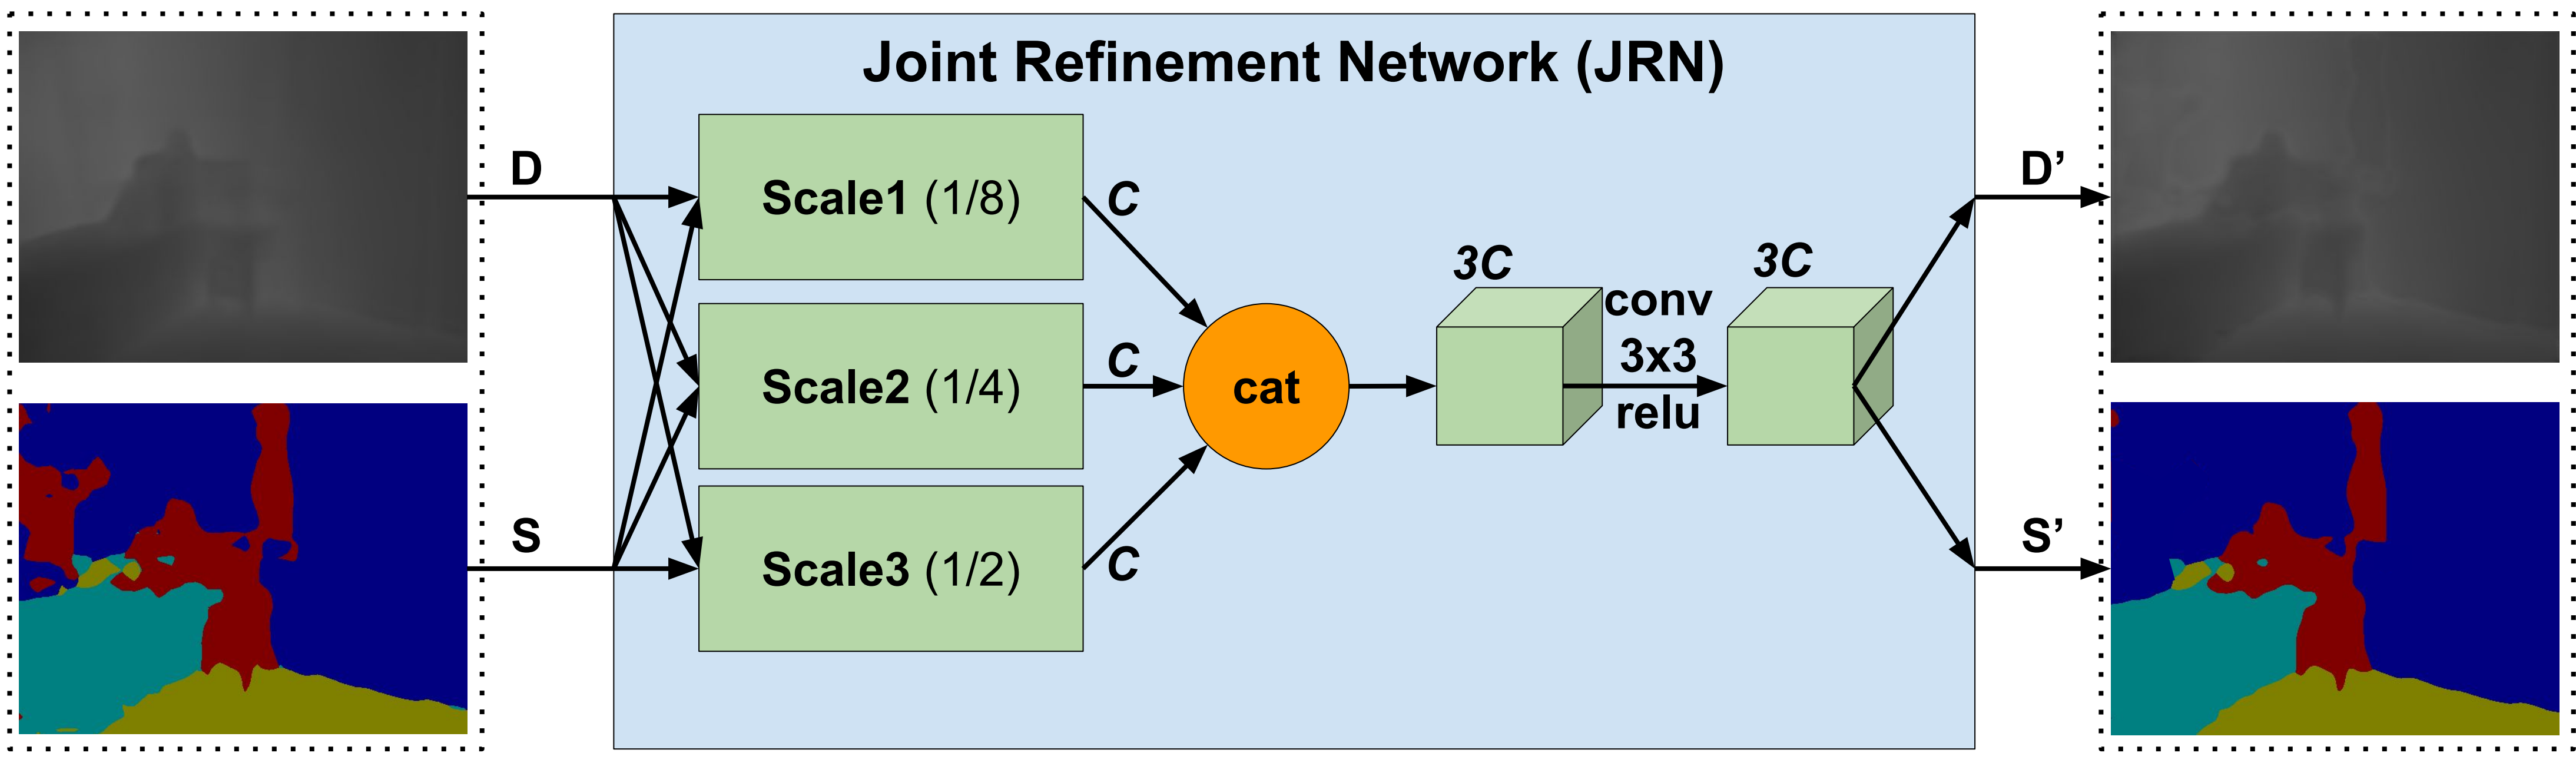 Joint Refinement Network (JRN)
D
S
Scale1 (1/8)
Scale2 (1/4)
Scale3 (1/2)
C
C
C
cat
3C
conv
3x3
relu
3C
D’
S’